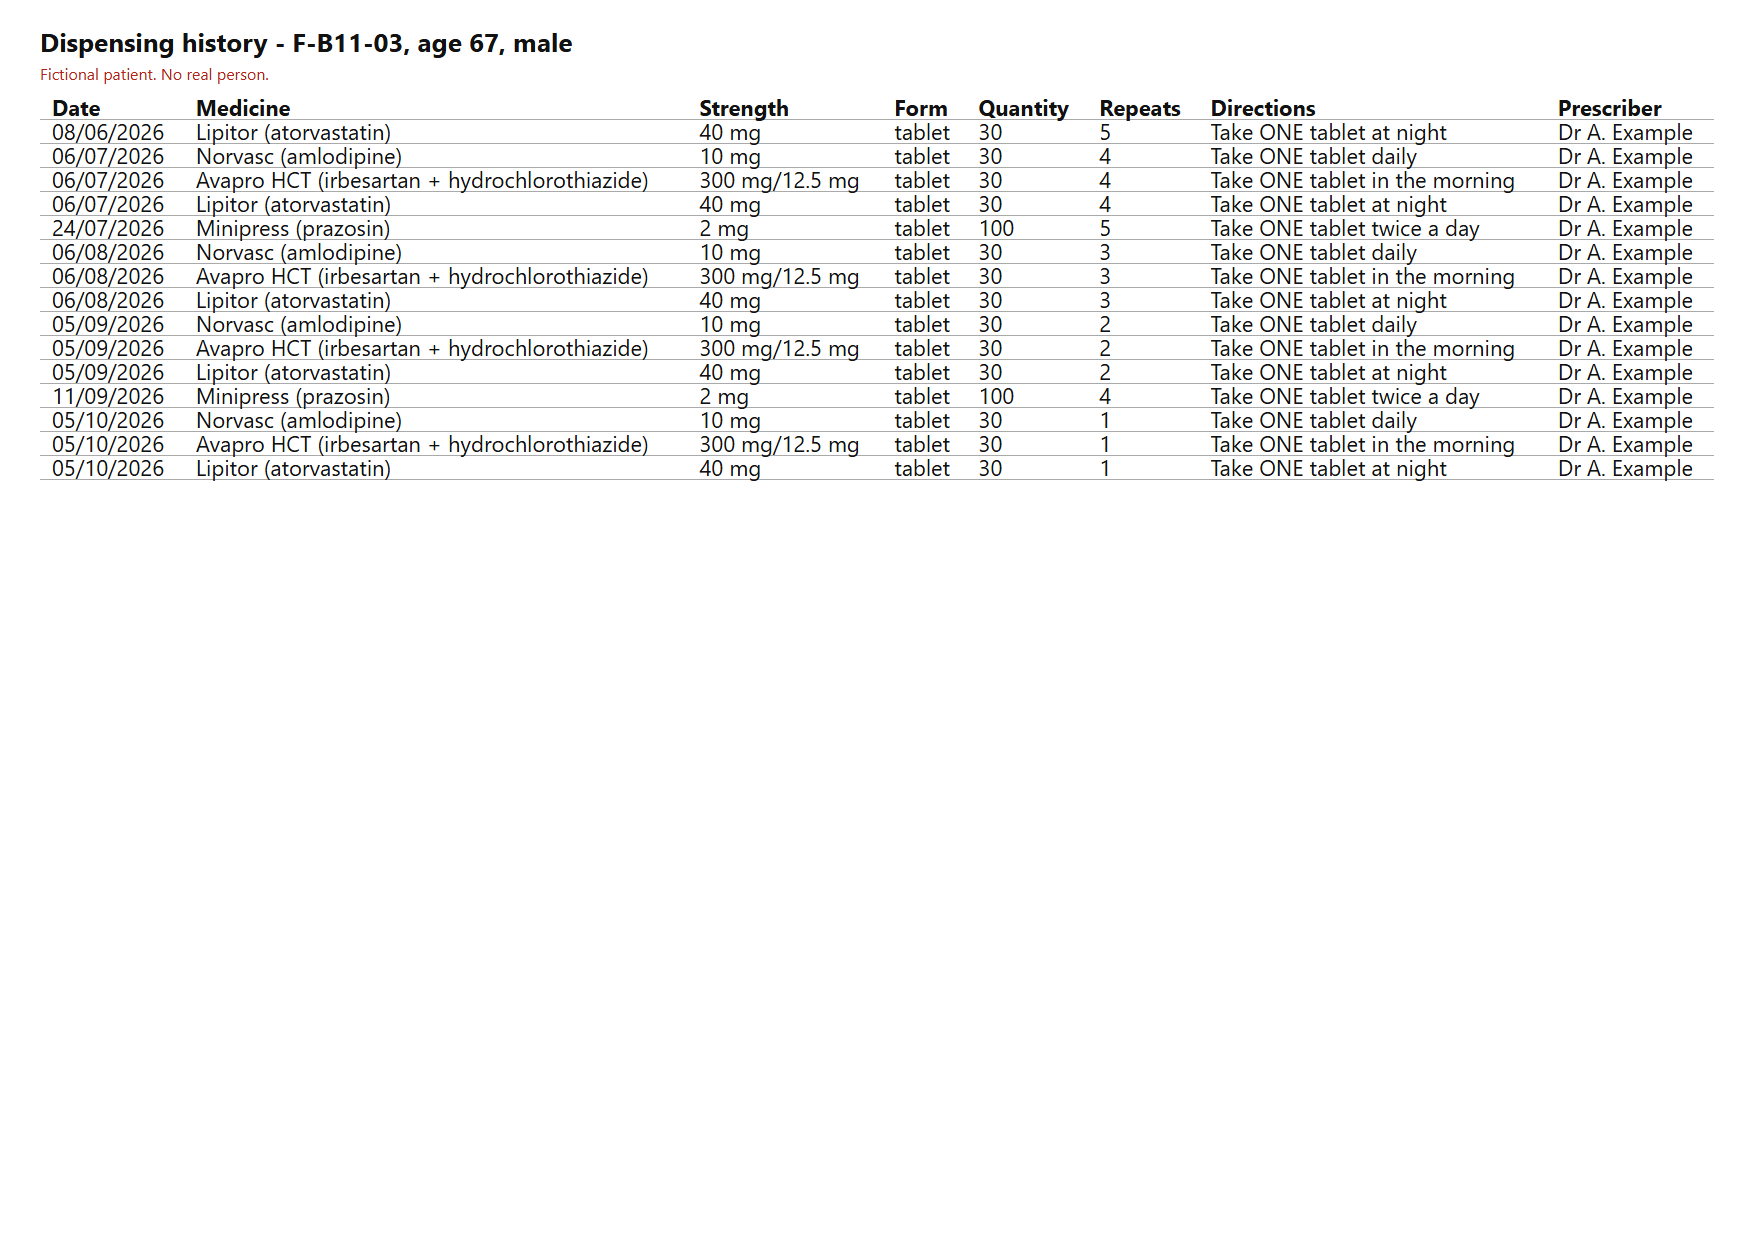 Dispensing history - F-B11-03, age 67, male
Fictional patient. No real person.
Date Medicine Strength Form Quantity Repeats Directions Prescriber
08/06/2026 Lipitor (atorvastatin) 40 mg tablet 30 5 Take ONE tablet at night Dr A. Example
06/07/2026 Norvasc (amlodipine) 10 mg tablet 30 4 Take ONE tablet daily Dr A. Example
06/07/2026 Avapro HCT (irbesartan + hydrochlorothiazide) 300 mg/12.5 mg tablet 30 4 Take ONE tablet in the morning Dr A. Example
06/07/2026 Lipitor (atorvastatin) 40 mg tablet 30 4 Take ONE tablet at night Dr A. Example
24/07/2026 Minipress (prazosin) 2 mg tablet 100 5 Take ONE tablet twice a day Dr A. Example
06/08/2026 Norvasc (amlodipine) 10 mg tablet 30 3 Take ONE tablet daily Dr A. Example
06/08/2026 Avapro HCT (irbesartan + hydrochlorothiazide) 300 mg/12.5 mg tablet 30 3 Take ONE tablet in the morning Dr A. Example
06/08/2026 Lipitor (atorvastatin) 40 mg tablet 30 3 Take ONE tablet at night Dr A. Example
05/09/2026 Norvasc (amlodipine) 10 mg tablet 30 2 Take ONE tablet daily Dr A. Example
05/09/2026 Avapro HCT (irbesartan + hydrochlorothiazide) 300 mg/12.5 mg tablet 30 2 Take ONE tablet in the morning Dr A. Example
05/09/2026 Lipitor (atorvastatin) 40 mg tablet 30 2 Take ONE tablet at night Dr A. Example
11/09/2026 Minipress (prazosin) 2 mg tablet 100 4 Take ONE tablet twice a day Dr A. Example
05/10/2026 Norvasc (amlodipine) 10 mg tablet 30 1 Take ONE tablet daily Dr A. Example
05/10/2026 Avapro HCT (irbesartan + hydrochlorothiazide) 300 mg/12.5 mg tablet 30 1 Take ONE tablet in the morning Dr A. Example
05/10/2026 Lipitor (atorvastatin) 40 mg tablet 30 1 Take ONE tablet at night Dr A. Example